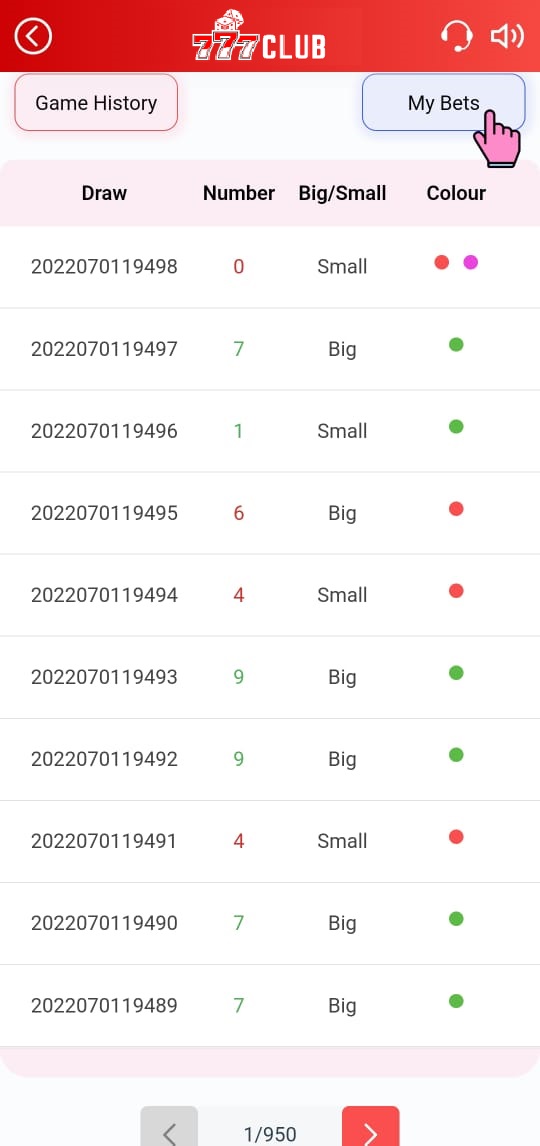 777CLUB
Game History My Bets
Draw Number Big/Small Colour
2022070119498 0 Small
2022070119497 7 Big
2022070119496 1 Small
2022070119495 6 Big
2022070119494 4 Small
2022070119493 9 Big
2022070119492 9 Big
2022070119491 4 Small
2022070119490 7 Big
2022070119489 7 Big
1/950